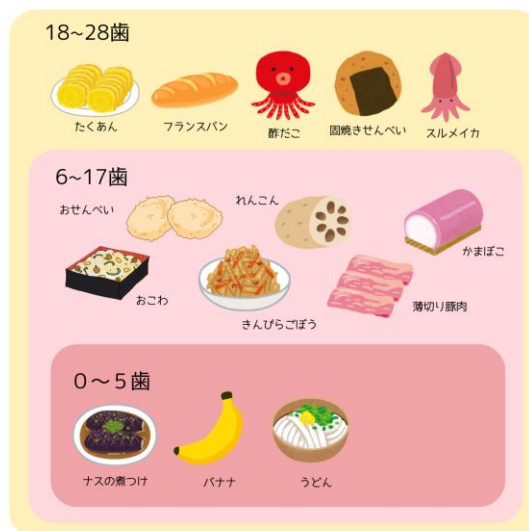 18~28歯
たくあん
フランスパン
酢だこ
固焼きせんべい
スルメイカ
6~17歯
おせんべい
れんこん
かまぼこ
おこわ
きんぴらごぼう
薄切り豚肉
0〜5歯
ナスの煮つけ
バナナ
うどん